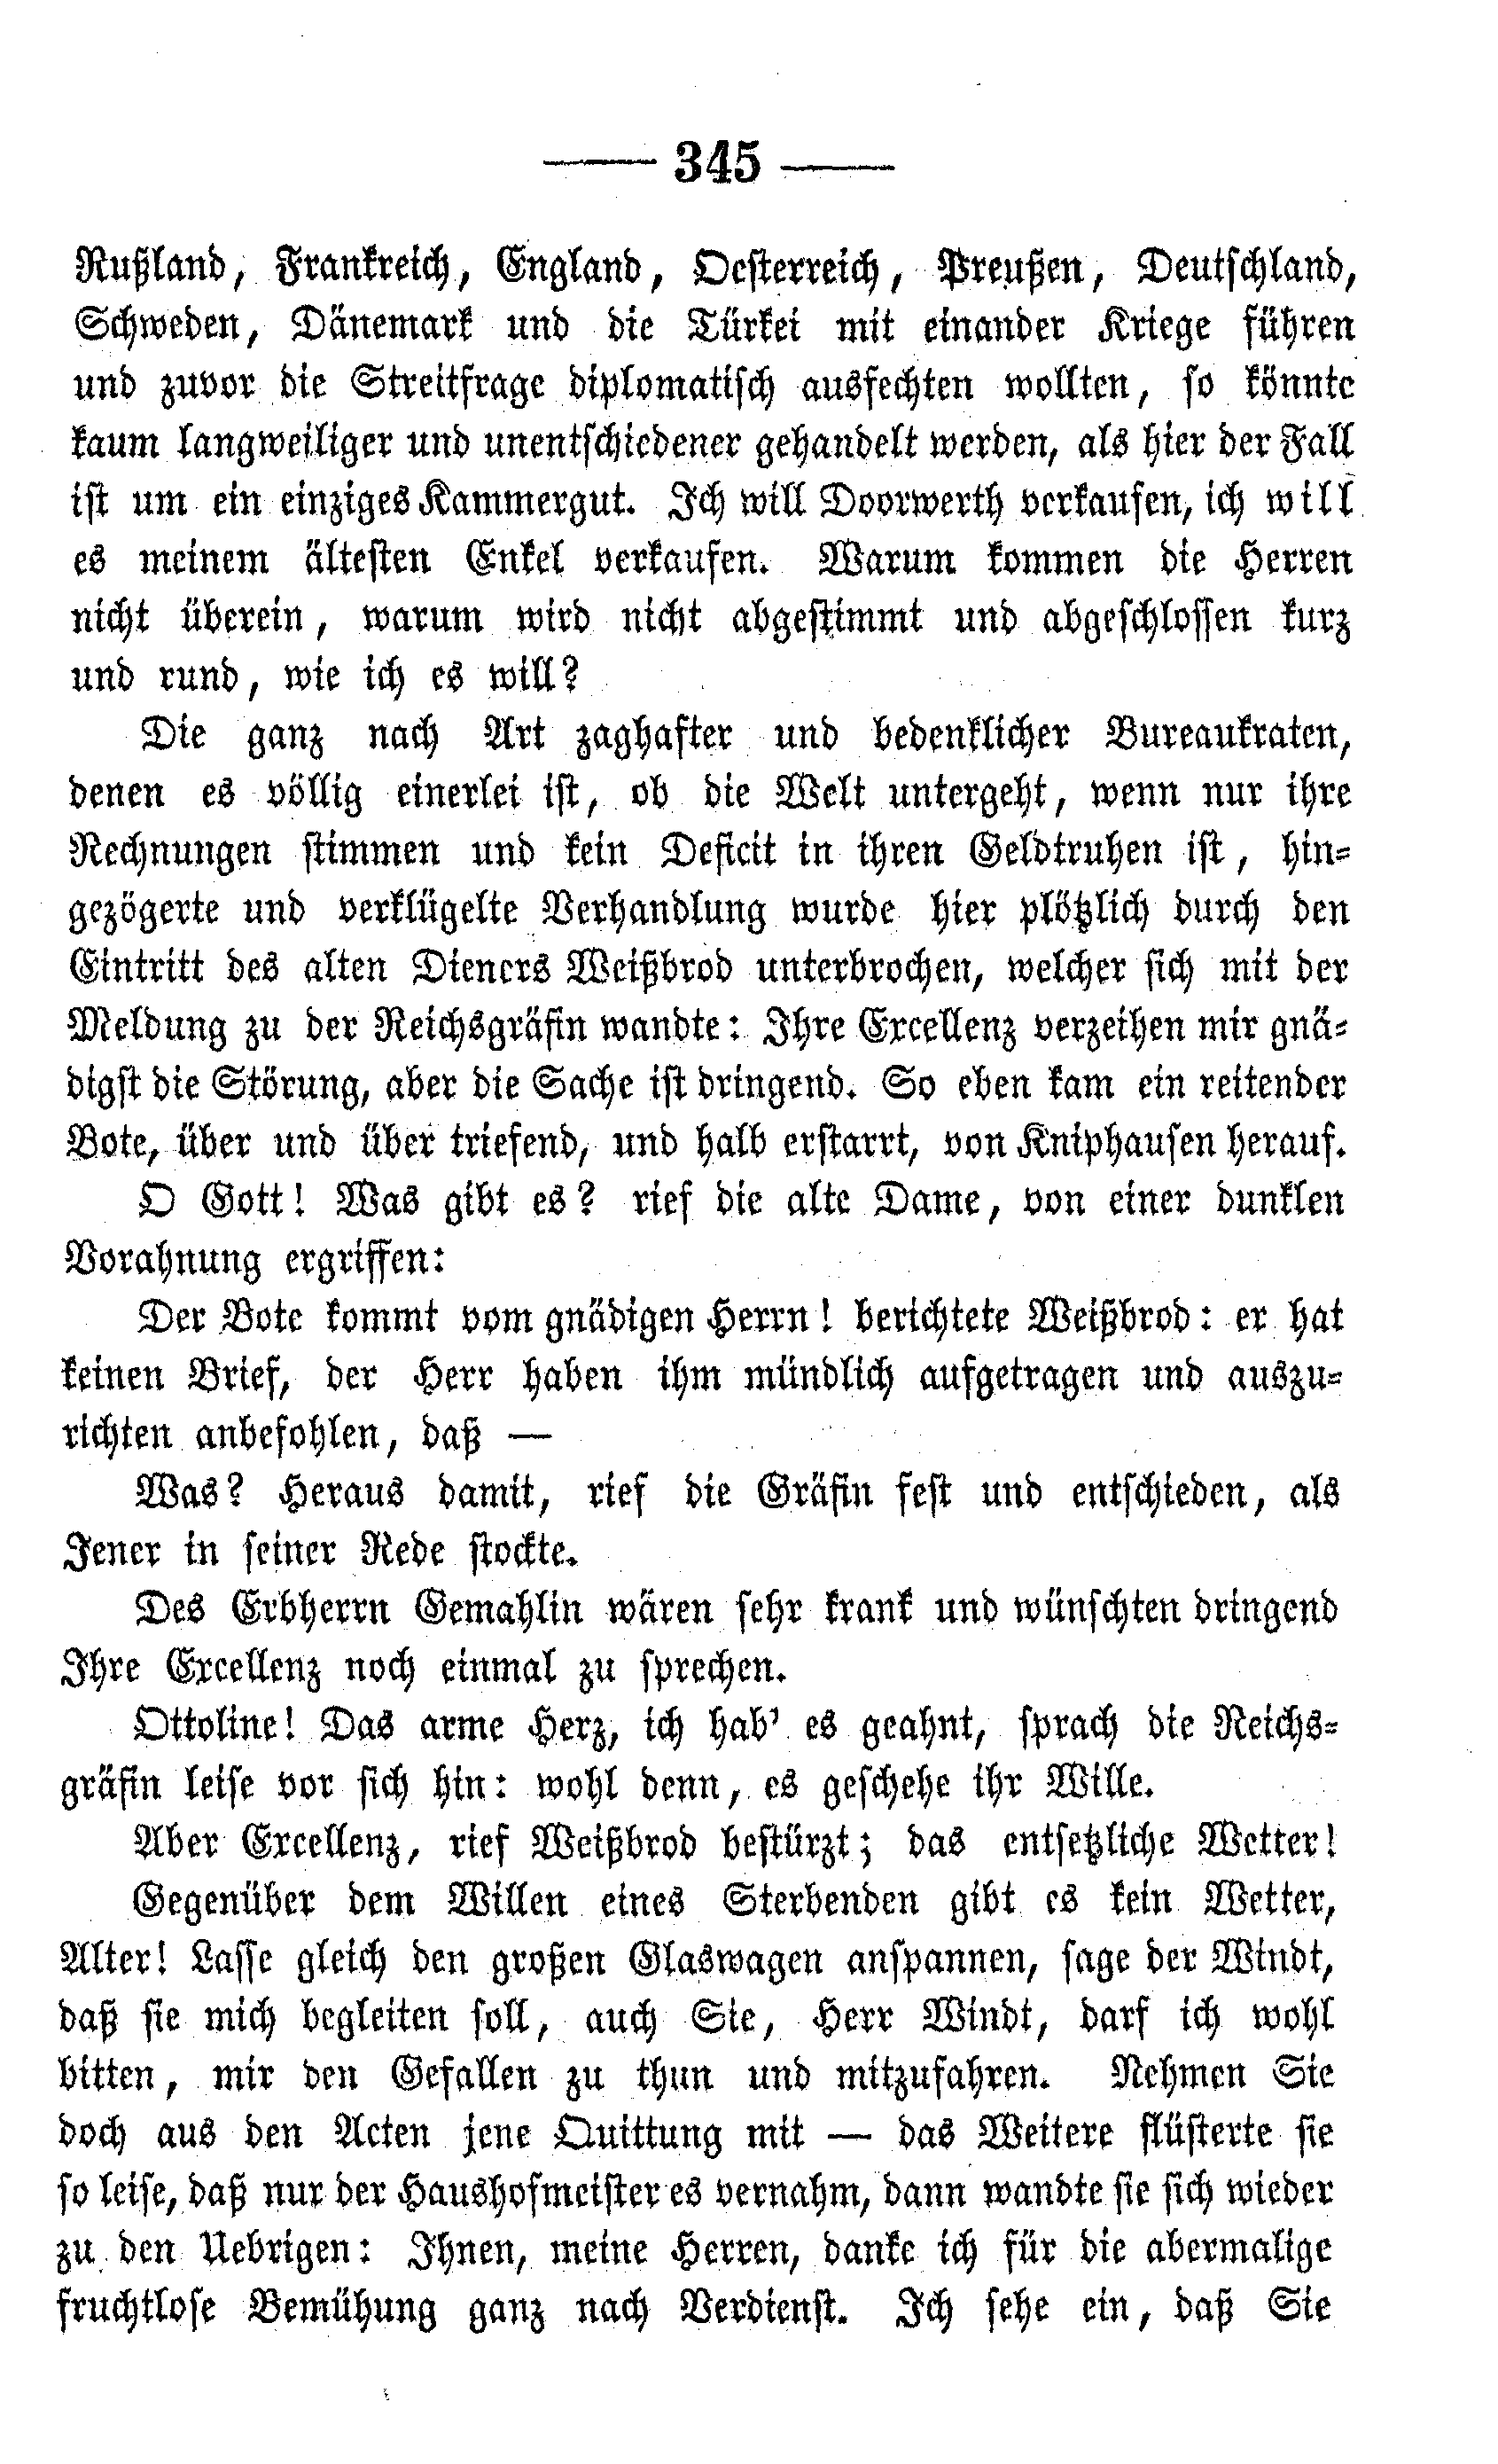 — 345 —
Rußland, Frankreich, England, Oesterreich, Preußen, Deutschland,
Schweden, Dänemark und die Türkei mit einander Kriege führen
und zuvor die Streitfrage diplomatisch ausfechten wollten, so könnte
kaum langweiliger und unentschiedener gehandelt werden, als hier der Fall
ist um ein einziges Kammergut. Ich will Doorwerth verkaufen, ich will
es meinem ältesten Enkel verkaufen. Warum kommen die Herren
nicht überein, warum wird nicht abgestimmt und abgeschlossen kurz
und rund, wie ich es will?
Die ganz nach Art zaghafter und bedenklicher Bureaukraten,
denen es völlig einerlei ist, ob die Welt untergeht, wenn nur ihre
Rechnungen stimmen und kein Deficit in ihren Geldtruhen ist, hin-
gezögerte und verklügelte Verhandlung wurde hier plötzlich durch den
Eintritt des alten Dieners Weißbrod unterbrochen, welcher sich mit der
Meldung zu der Reichsgräfin wandte: Ihre Excellenz verzeihen mir gnä-
digst die Störung, aber die Sache ist dringend. So eben kam ein reitender
Bote, über und über triefend, und halb erstarrt, von Kniphausen herauf.
O Gott! Was gibt es? rief die alte Dame, von einer dunklen
Vorahnung ergriffen:
Der Bote kommt vom gnädigen Herrn! berichtete Weißbrod: er hat
keinen Brief, der Herr haben ihm mündlich aufgetragen und auszu-
richten anbefohlen, daß —
Was? Heraus damit, rief die Gräfin fest und entschieden, als
Jener in seiner Rede stockte.
Des Erbherrn Gemahlin wären sehr krank und wünschten dringend
Ihre Excellenz noch einmal zu sprechen.
Ottoline! Das arme Herz, ich hab' es geahnt, sprach die Reichs-
gräfin leise vor sich hin: wohl denn, es geschehe ihr Wille.
Aber Excellenz, rief Weißbrod bestürzt; das entsetzliche Wetter!
Gegenüber dem Willen eines Sterbenden gibt es kein Wetter,
Alter! Lasse gleich den großen Glaswagen anspannen, sage der Windt,
daß sie mich begleiten soll, auch Sie, Herr Windt, darf ich wohl
bitten, mir den Gefallen zu thun und mitzufahren. Nehmen Sie
doch aus den Acten jene Quittung mit — das Weitere flüsterte sie
so leise, daß nur der Haushofmeister es vernahm, dann wandte sie sich wieder
zu den Uebrigen: Ihnen, meine Herren, danke ich für die abermalige
fruchtlose Bemühung ganz nach Verdienst. Ich sehe ein, daß Sie